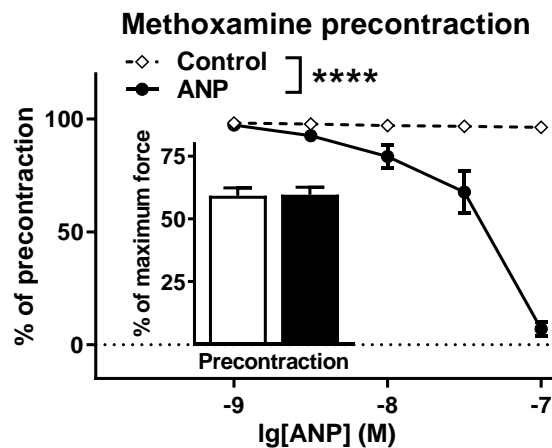 Methoxamine precontraction
Control
ANP
****
% of precontraction
100
50
0
% of maximum force
75
50
25
Precontraction
-9
-8
-7
lg[ANP] (M)